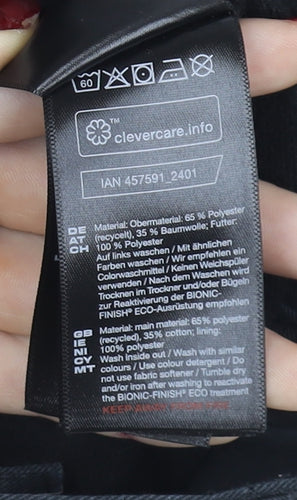 60
clevercare.info
IAN 457591_2401
DE
AT
CH
Material: Obermaterial: 65 % Polyester
(recycelt), 35 % Baumwolle; Futter:
100 % Polyester
Auf links waschen / Mit ähnlichen
Farben waschen / Wir empfehlen ein
Colorwaschmittel / Keinen Weichspüler
verwenden / Nach dem Waschen wird
Trocknen im Trockner und/oder Bügeln
zur Reaktivierung der BIONIC-
FINISH® ECO-Ausrüstung empfohlen
GB
IE
NI
CY
MT
Material: main material: 65% polyester
(recycled), 35% cotton; lining:
100% polyester
Wash inside out / Wash with similar
colours / Use colour detergent / Do
not use fabric softener / Tumble dry
and/or iron after washing to reactivate
the BIONIC-FINISH® ECO treatment
KEEP AWAY FROM FIRE